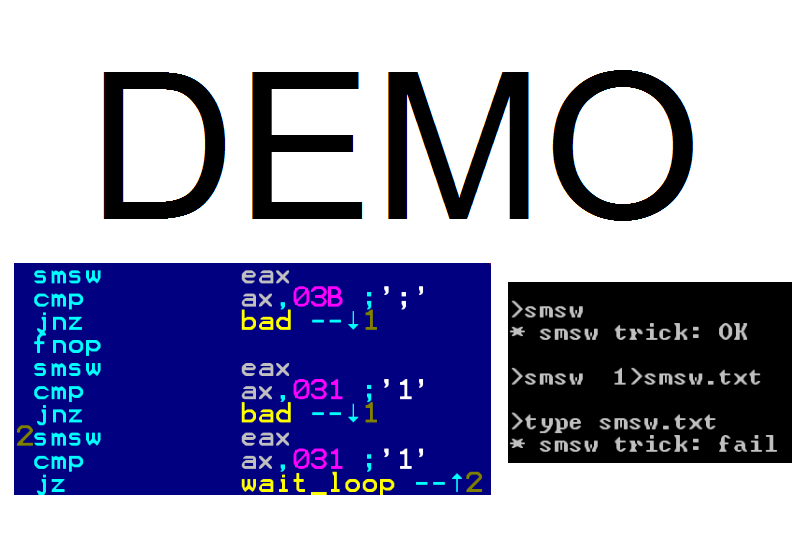 DEMO
smsw eax
cmp ax,03B ;';'
jnz bad --↓1
fnop
smsw eax
cmp ax,031 ;'1'
jnz bad --↓1
2smsw eax
cmp ax,031 ;'1'
jz wait_loop --↑2
>smsw
* smsw trick: OK
>smsw  1>smsw.txt
>type smsw.txt
* smsw trick: fail